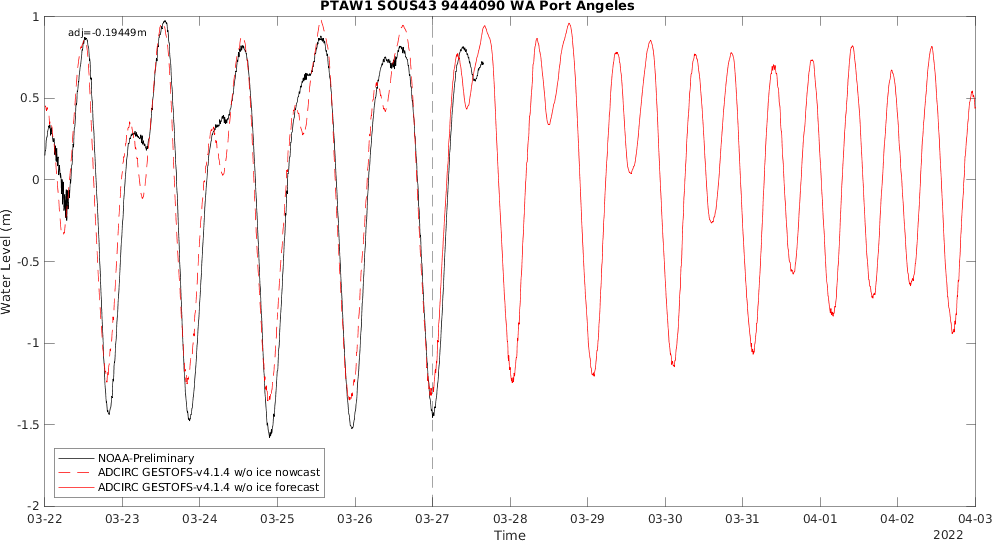 PTAW1 SOUS43 9444090 WA Port Angeles
adj=-0.19449m
1
0.5
0
-0.5
-1
-1.5
-2
Water Level (m)
NOAA-Preliminary
ADCIRC GESTOFS-v4.1.4 w/o ice nowcast
ADCIRC GESTOFS-v4.1.4 w/o ice forecast
03-22 03-23 03-24 03-25 03-26 03-27 03-28 03-29 03-30 03-31 04-01 04-02 04-03
Time
2022